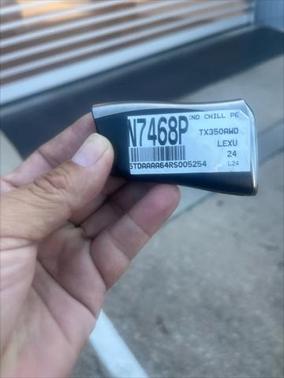 ND CHILL PE
N7468P
TX350AWD
LEXU
24
5TDAAAA64RS005254
L24